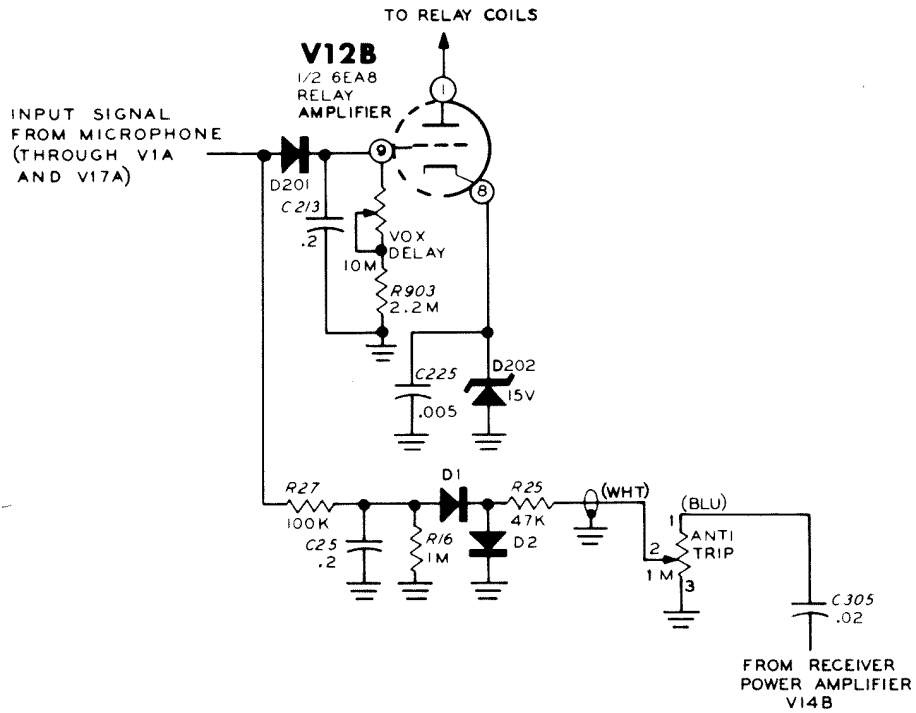 TO RELAY COILS
V12B
1/2 6EA8
RELAY
AMPLIFIER
1
INPUT SIGNAL
FROM MICROPHONE
(THROUGH V1A
AND V17A)
9
D201
8
C213
.2
VOX
DELAY
10M
R903
2.2M
D202
C225
15V
.005
D1
R27
R25
(WHT)
100K
47K
1
(BLU)
C25
.2
R16
1M
D2
ANTI
TRIP
2
1M
3
C305
.02
FROM RECEIVER
POWER AMPLIFIER
V14B